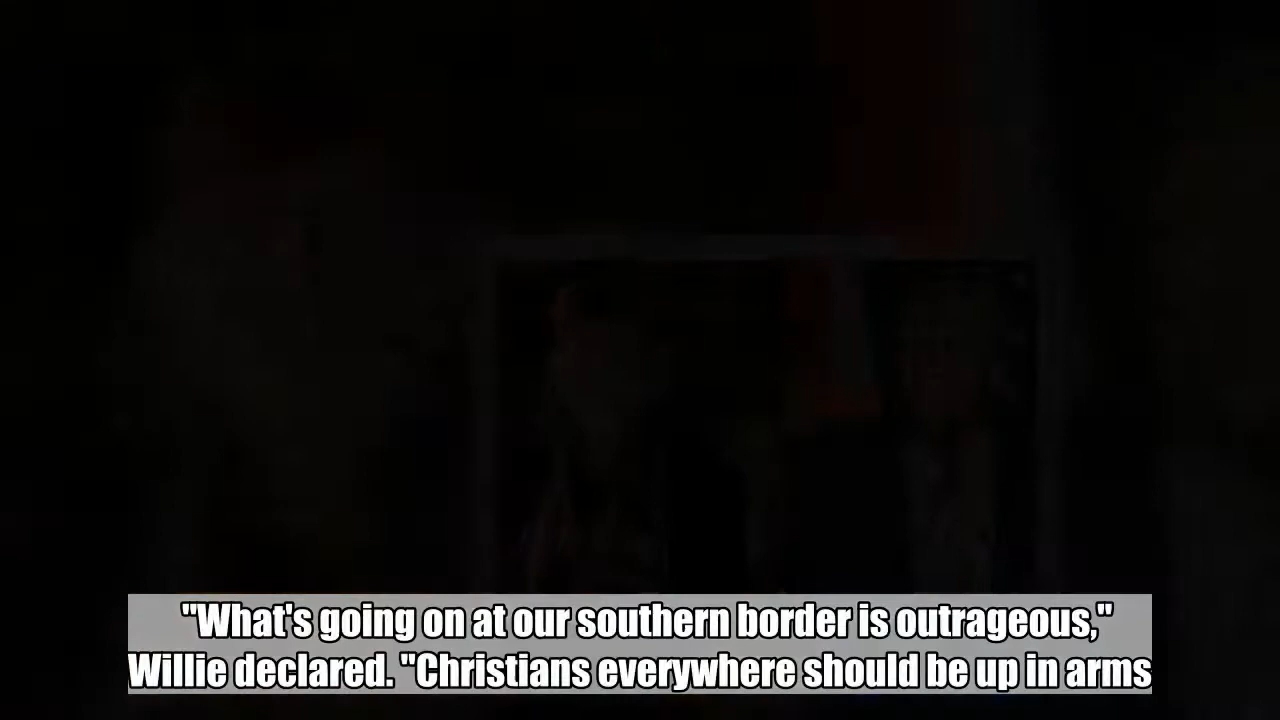 "What's going on at our southern border is outrageous,"
Willie declared. "Christians everywhere should be up in arms